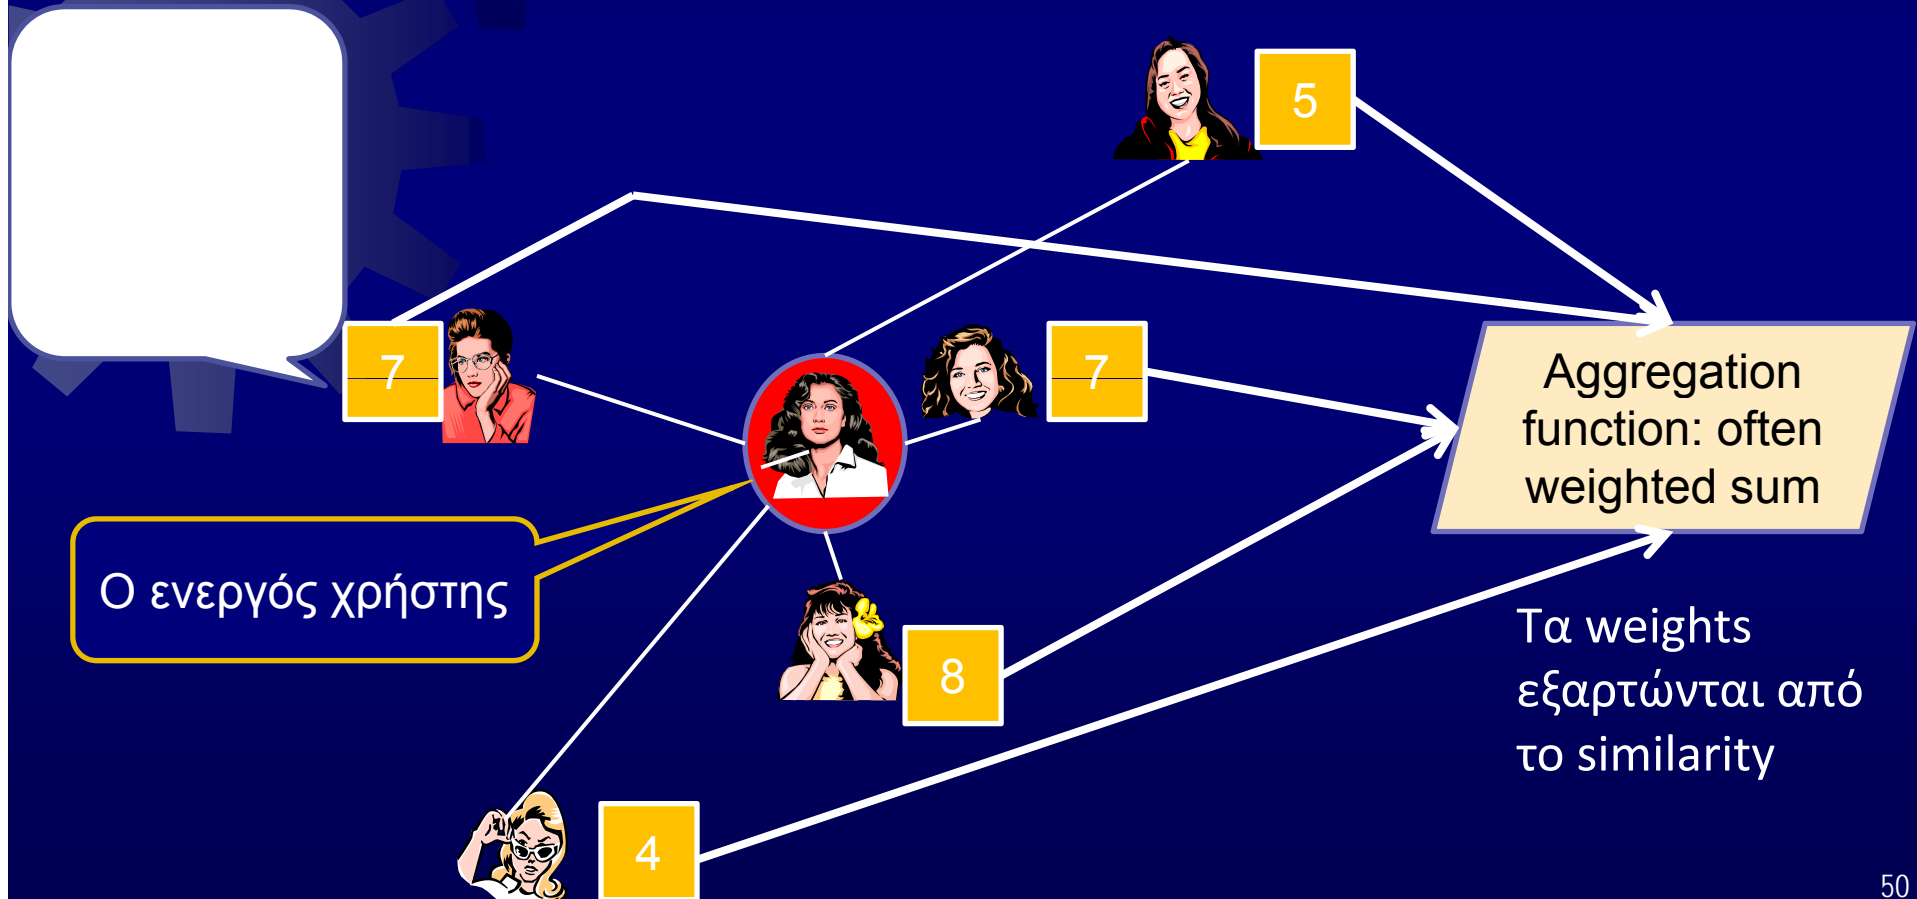 5
7
7
Aggregation
function: often
weighted sum
Ο ενεργός χρήστης
8
Τα weights
εξαρτώνται από
το similarity
4
50